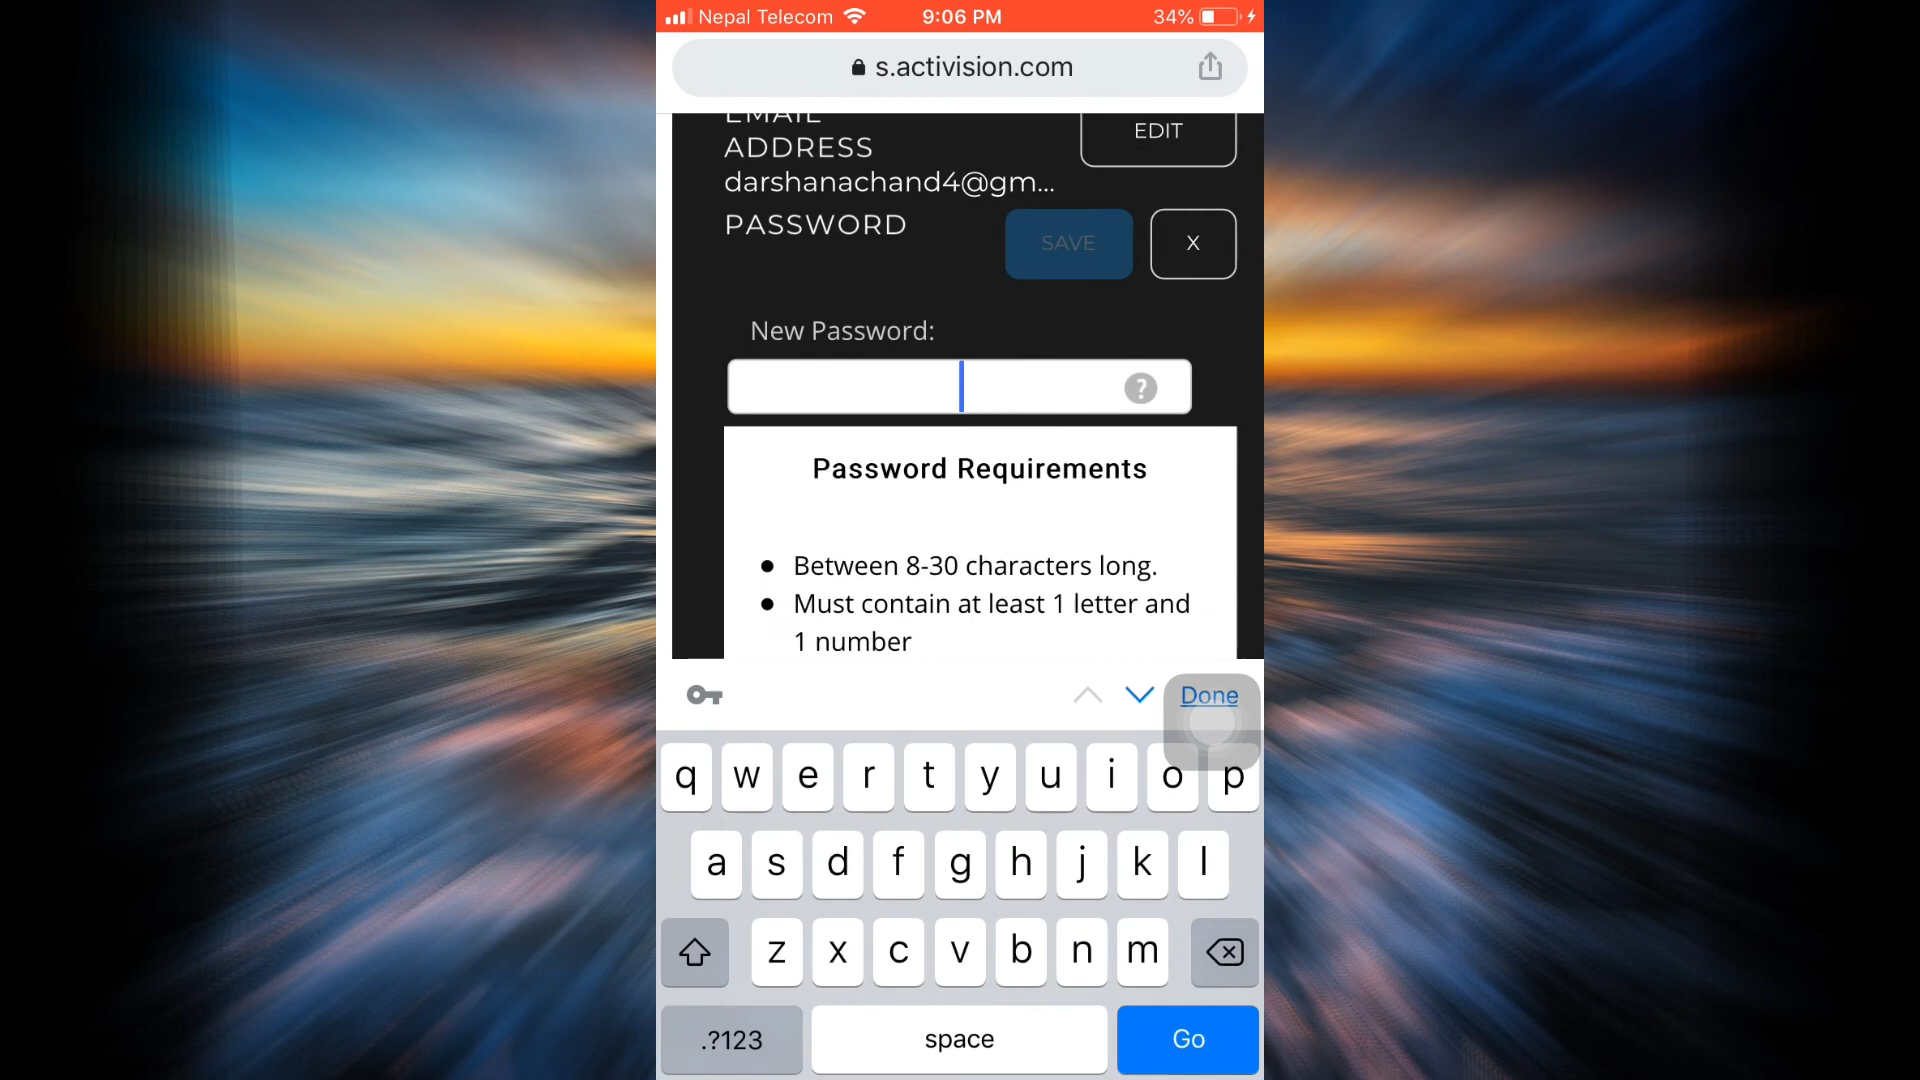 Nepal Telecom 9:06 PM 34%
s.activision.com
EMAIL
EDIT
ADDRESS
darshanachand4@gm...
PASSWORD
SAVE X
New Password:
?
Password Requirements
● Between 8-30 characters long.
● Must contain at least 1 letter and
1 number
Done
q w e r t y u i o p
a s d f g h j k l
z x c v b n m
.?123 space Go